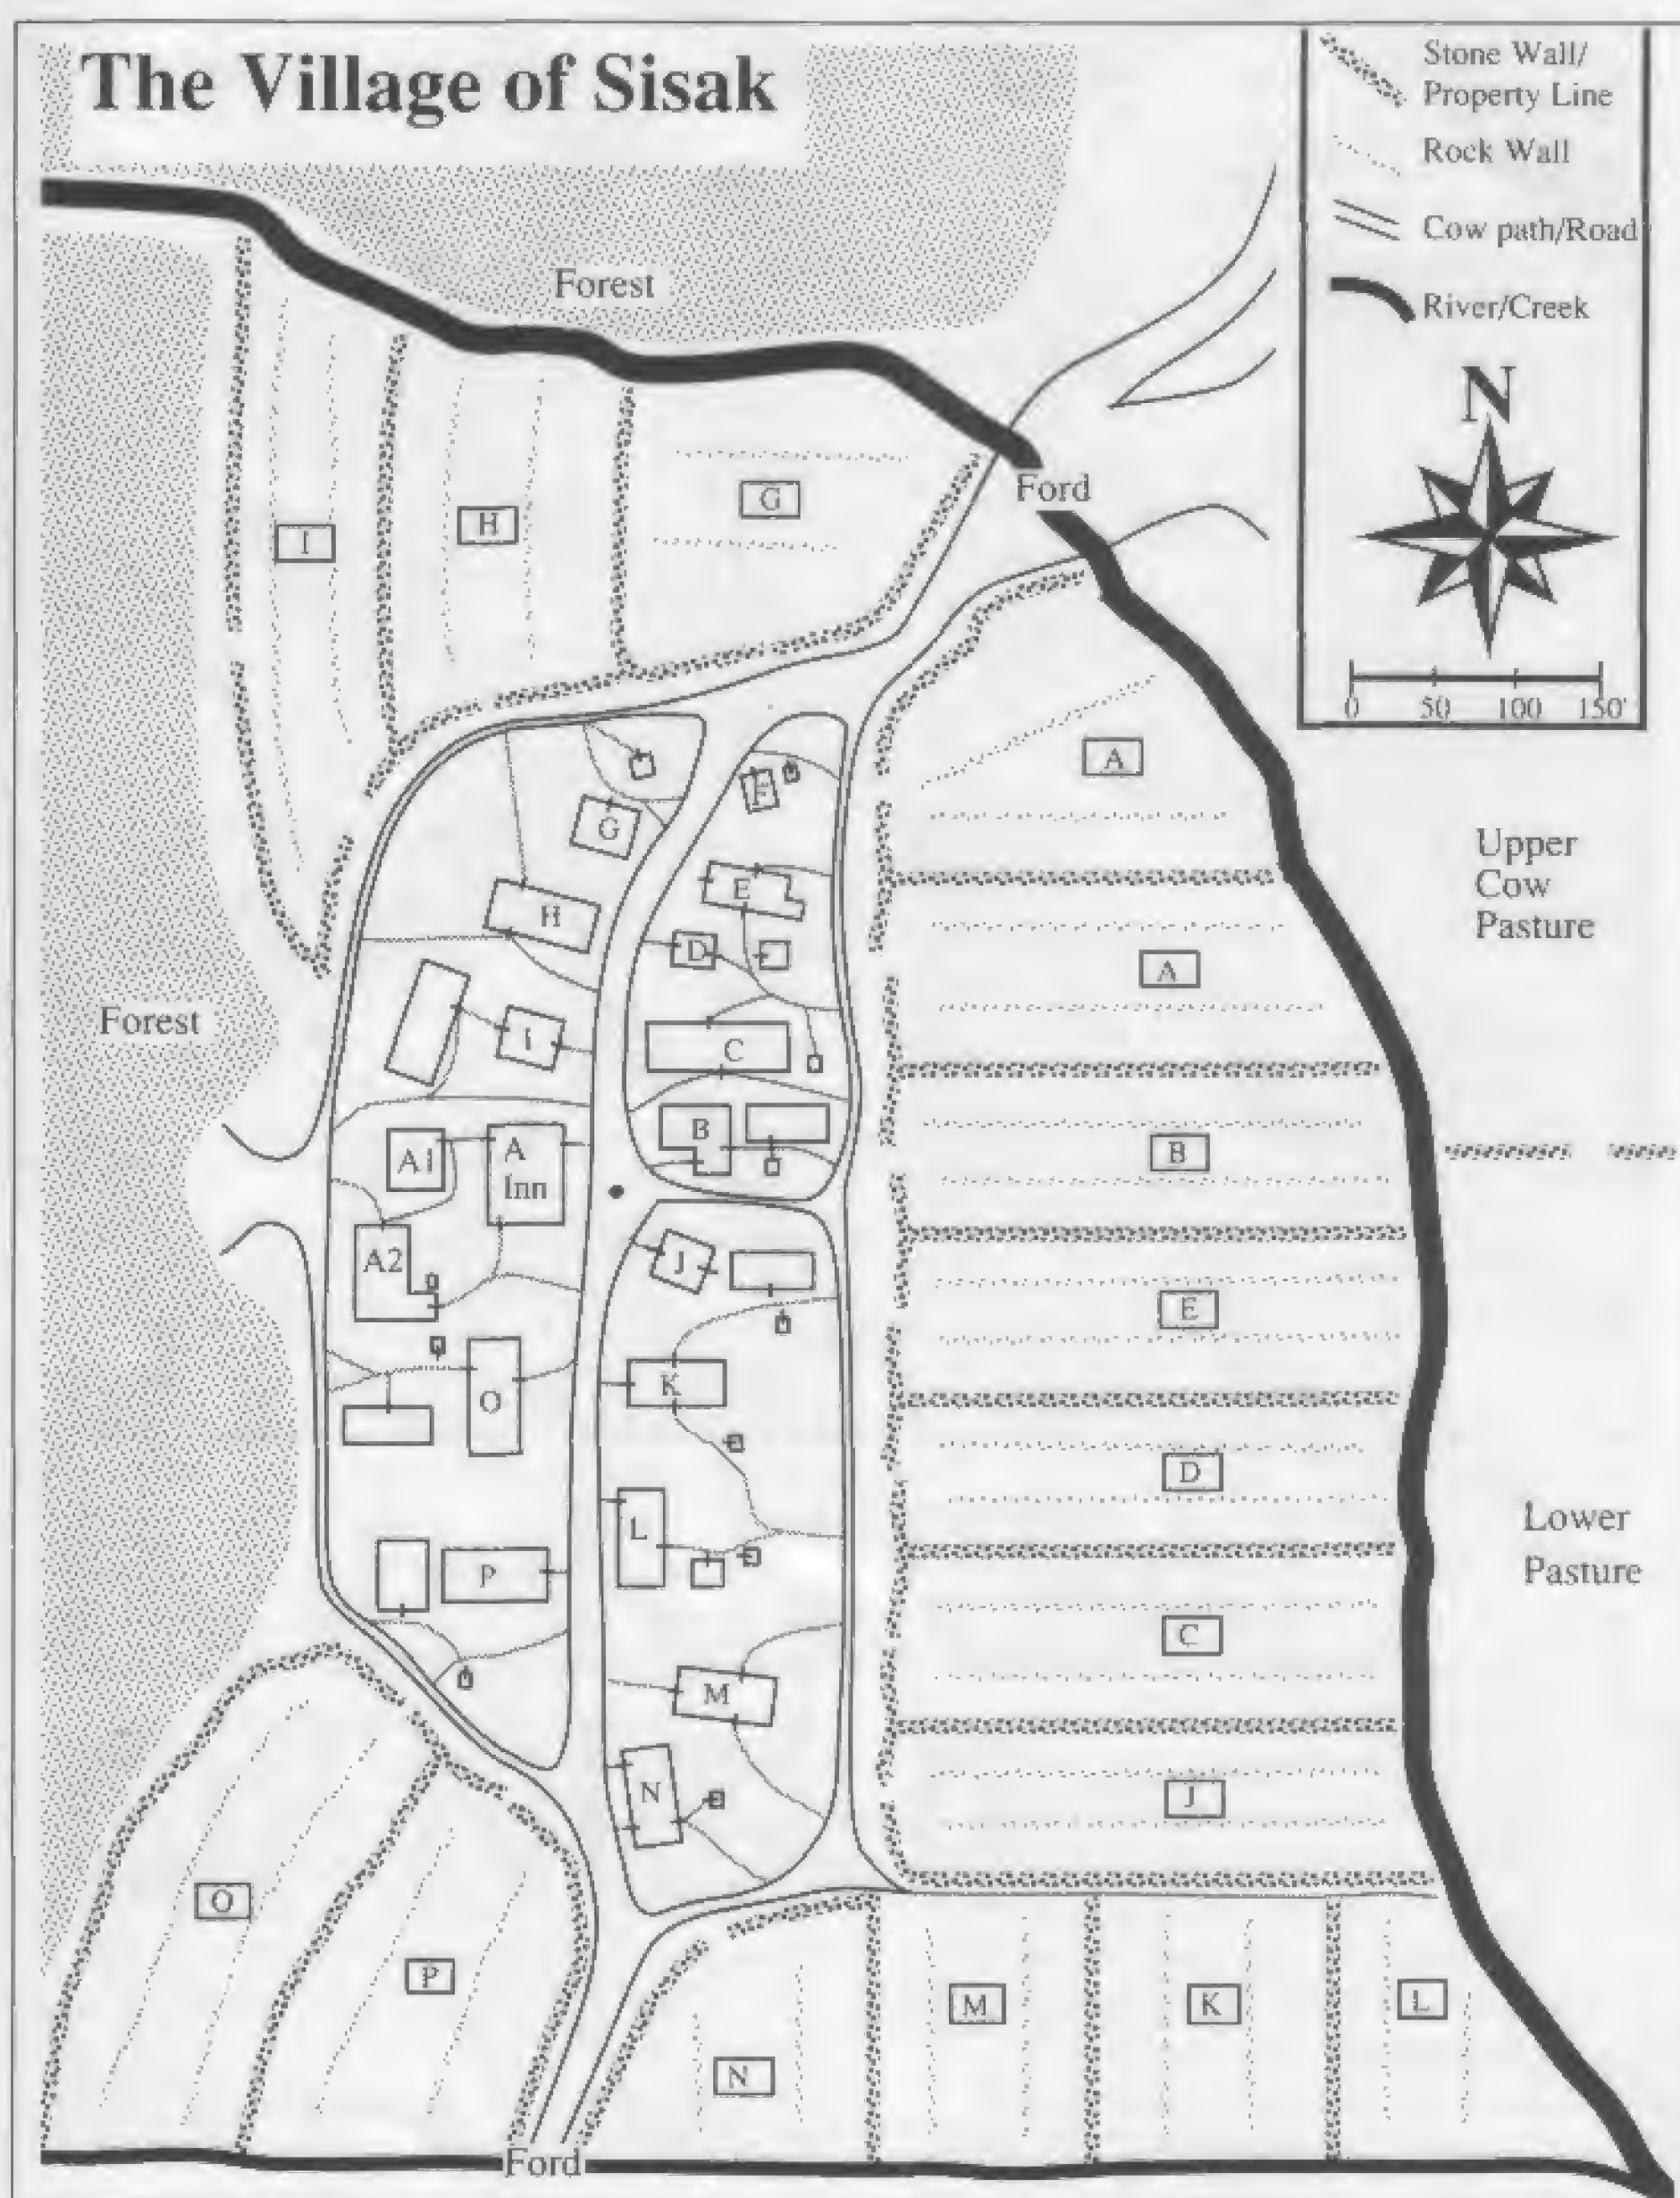 The Village of Sisak
Stone Wall/
Property Line
Rock Wall
Cow path/Road
River/Creek
N
0 50 100 150'
Forest
Ford
G
H
I
A
F
G
E
H
D
A
Upper
Cow
Pasture
Forest
I
C
B
B
A1
A
Inn
A2
J
E
K
O
D
L
P
Lower
Pasture
C
M
N
J
O
P
M
K
L
N
Ford